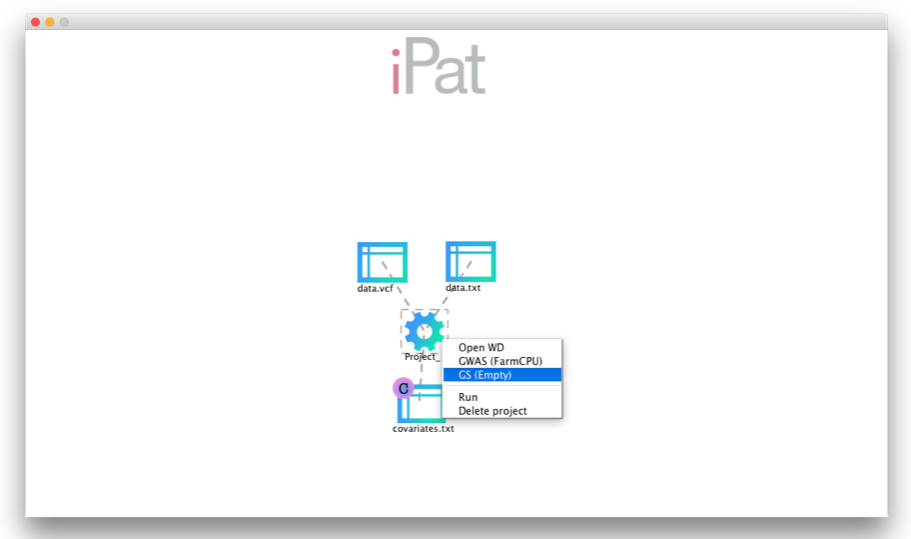 iPat
data.vcf
data.txt
Project_
Open WD
GWAS (FarmCPU)
GS (Empty)
Run
Delete project
C
covariates.txt